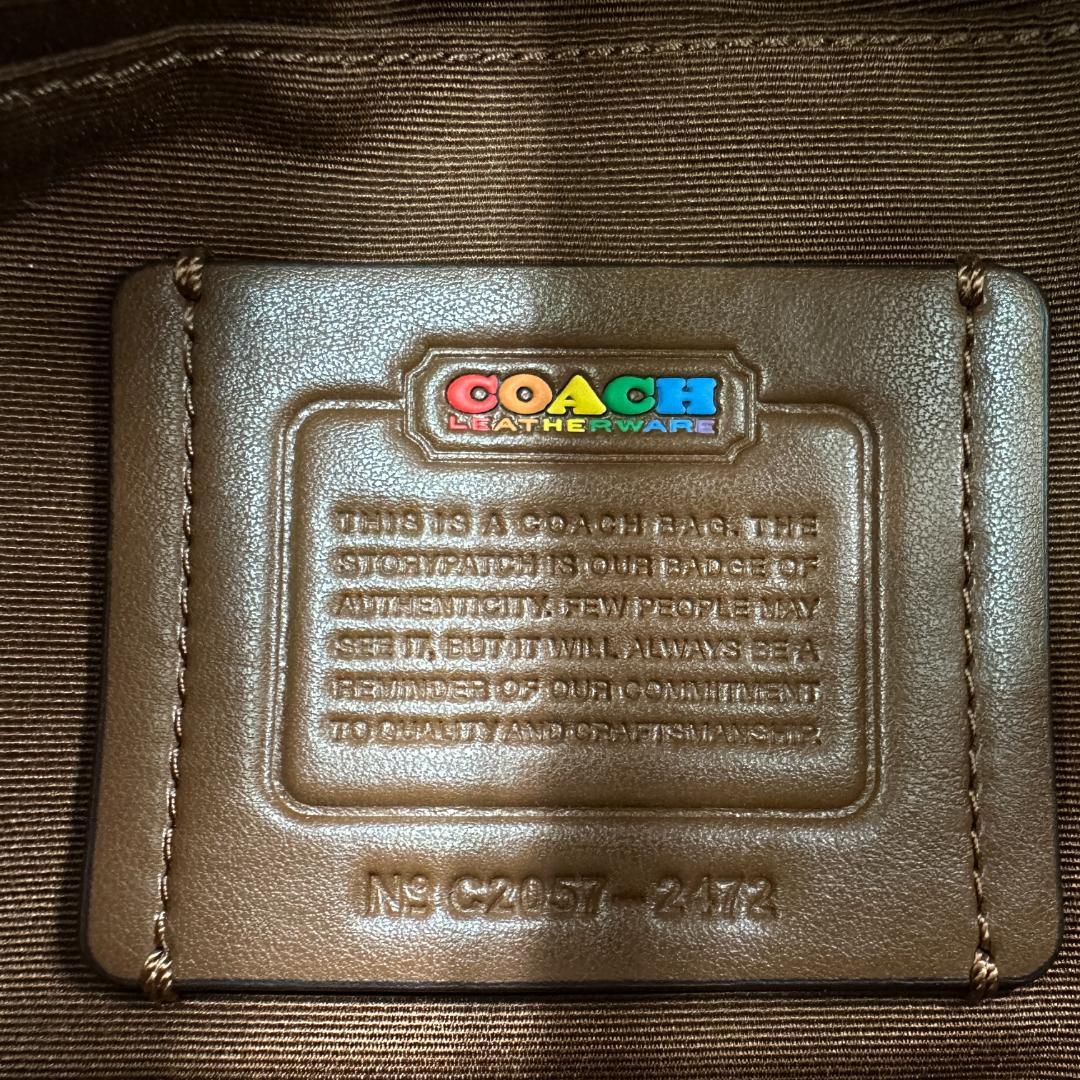 COACH
LEATHERWARE
THIS IS A COACH BAG. THE
STORYPATCH IS OUR BADGE OF
AUTHENTICITY. FEW PEOPLE MAY
SEE IT, BUT IT WILL ALWAYS BE A
REMINDER OF OUR COMMITMENT
TO QUALITY AND CRAFTSMANSHIP.
Nº C2057-2472